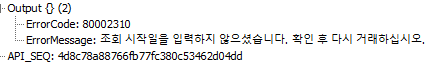 Output {} (2)
ErrorCode: 80002310
ErrorMessage: 조회 시작일을 입력하지 않으셨습니다. 확인 후 다시 거래하십시오.
API_SEQ: 4d8c78a88766fb77fc380c53462d04dd